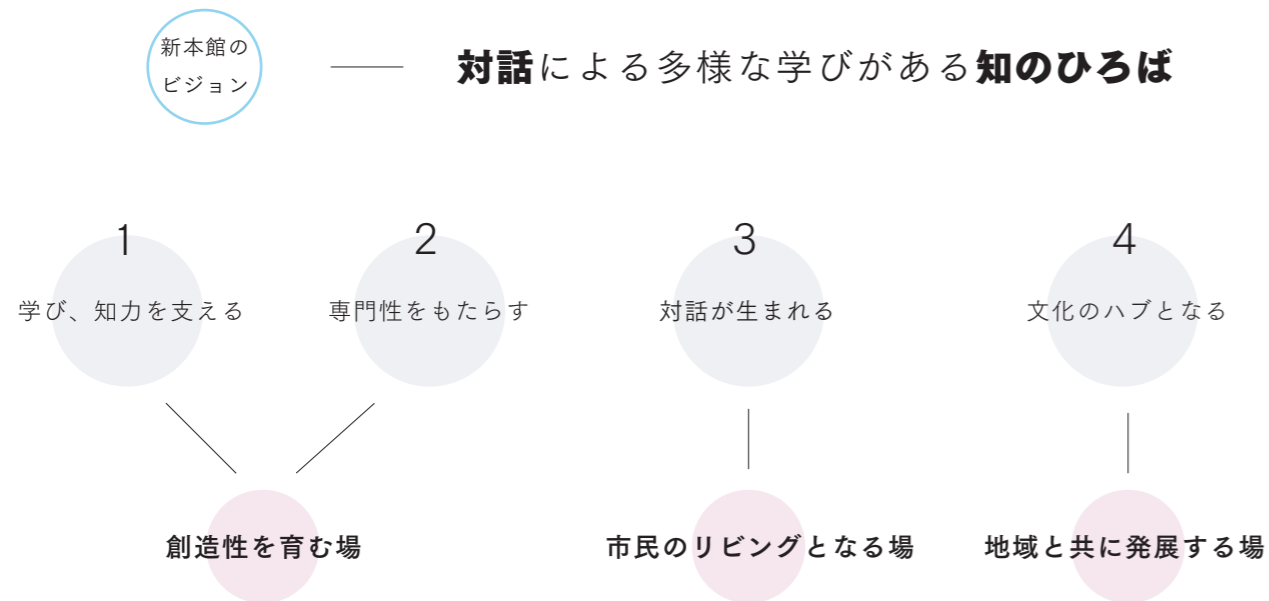 新本館の
ビジョン
対話による多様な学びがある知のひろば
1
学び、知力を支える
2
専門性をもたらす
3
対話が生まれる
4
文化のハブとなる
創造性を育む場
市民のリビングとなる場
地域と共に発展する場